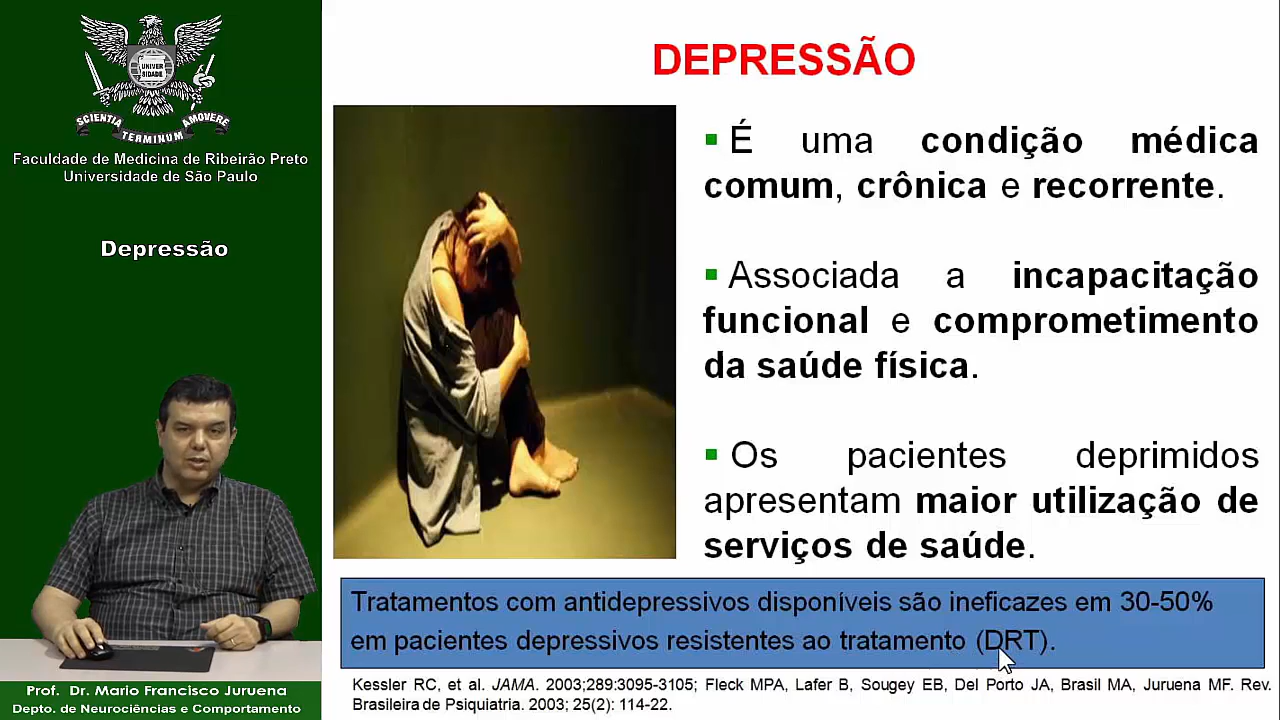 UNIVER
SIDADE
SCIENTIA
TERMINUM
AMOVERE
Faculdade de Medicina de Ribeirão Preto
Universidade de São Paulo
Depressão
Prof. Dr. Mario Francisco Juruena
Depto. de Neurociências e Comportamento
DEPRESSÃO
▪ É uma condição médica
comum, crônica e recorrente.
▪ Associada a incapacitação
funcional e comprometimento
da saúde física.
▪ Os pacientes deprimidos
apresentam maior utilização de
serviços de saúde.
Tratamentos com antidepressivos disponíveis são ineficazes em 30-50%
em pacientes depressivos resistentes ao tratamento (DRT).
Kessler RC, et al. JAMA. 2003;289:3095-3105; Fleck MPA, Lafer B, Sougey EB, Del Porto JA, Brasil MA, Juruena MF. Rev.
Brasileira de Psiquiatria. 2003; 25(2): 114-22.